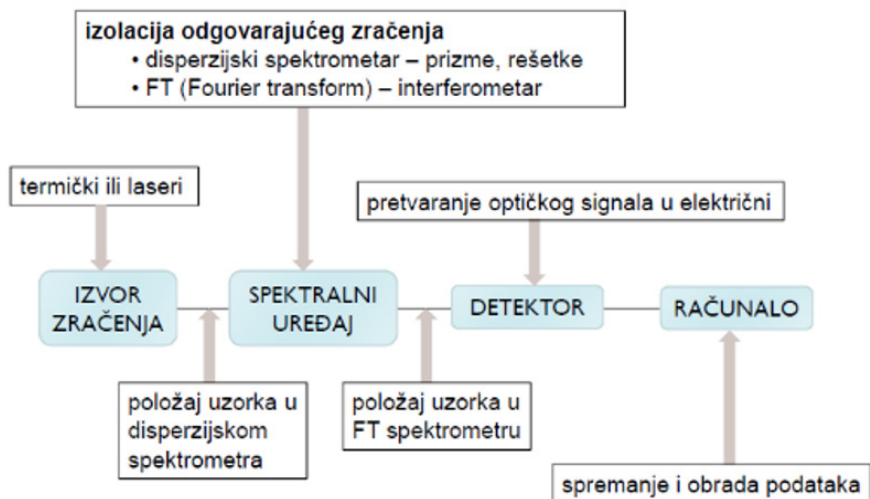 izolacija odgovarajućeg zračenja
• disperzijski spektrometar – prizme, rešetke
• FT (Fourier transform) – interferometar
termički ili laseri
pretvaranje optičkog signala u električni
IZVOR
ZRAČENJA
SPEKTRALNI
UREĐAJ
DETEKTOR
RAČUNALO
položaj uzorka u
disperzijskom
spektrometra
položaj uzorka u
FT spektrometru
spremanje i obrada podataka